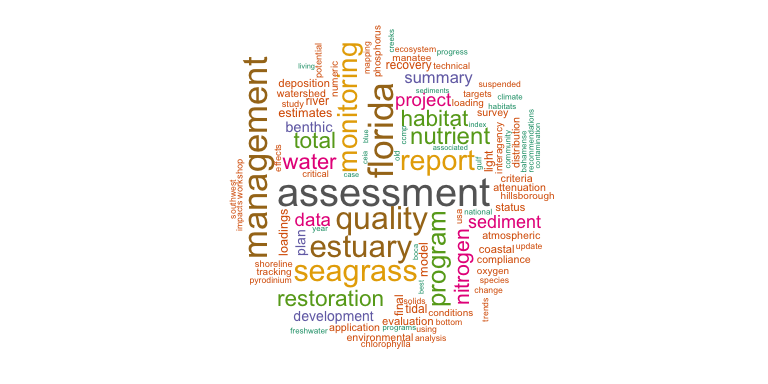 creeks
phosphorus
ecosystem
progress
manatee
mapping
potential
living
recovery
technical
monitoring
summary
numeric
deposition
sediments
suspended
management
watershed
florida
project
targets
climate
study
river
loading
habitats
estimates
habitat
survey
benthic
blue
ccmp
nutrient
index
total
interagency
community
distribution
bahamense
recommendations
contamination
associated
effects
water
cela
old
report
gulf
light
critical
case
workshop
criteria
assessment
attenuation
hillsborough
southwest
impacts
data
quality
usa
national
status
year
program
sediment
loadings
plan
estuary
boca
model
nitrogen
atmospheric
coastal
update
shoreline
compliance
tracking
seagrass
oxygen
pyrodinium
species
best
change
restoration
final
solids
tidal
trends
development
conditions
evaluation
bottom
freshwater
application
programs
using
environmental
analysis
chlorophylla